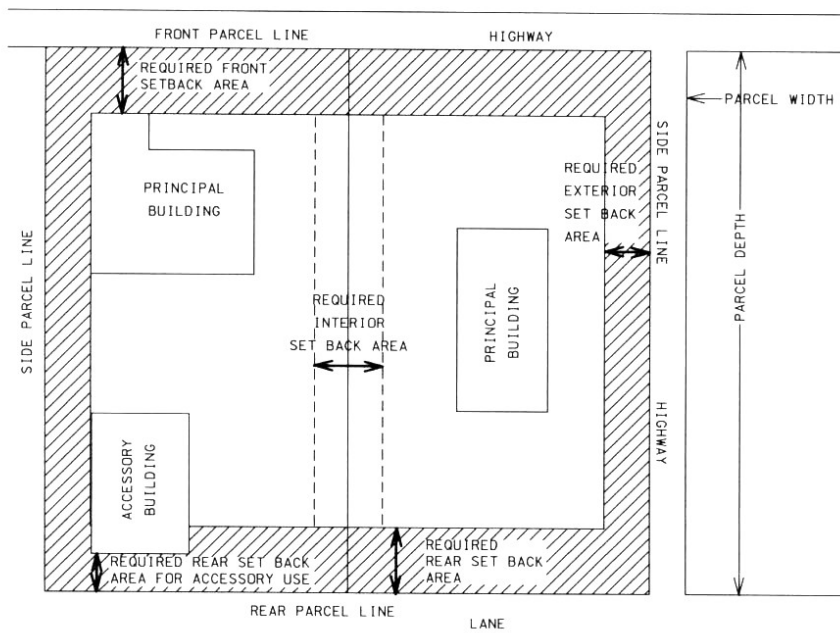 FRONT PARCEL LINE
HIGHWAY
REQUIRED FRONT
SETBACK AREA
PARCEL WIDTH
SIDE PARCEL LINE
REQUIRED
EXTERIOR
SET BACK
AREA
PRINCIPAL
BUILDING
PARCEL DEPTH
SIDE PARCEL LINE
REQUIRED
INTERIOR
SET BACK AREA
PRINCIPAL
BUILDING
HIGHWAY
ACCESSORY
BUILDING
REQUIRED REAR SET BACK
AREA FOR ACCESSORY USE
REQUIRED
REAR SET BACK
AREA
REAR PARCEL LINE
LANE